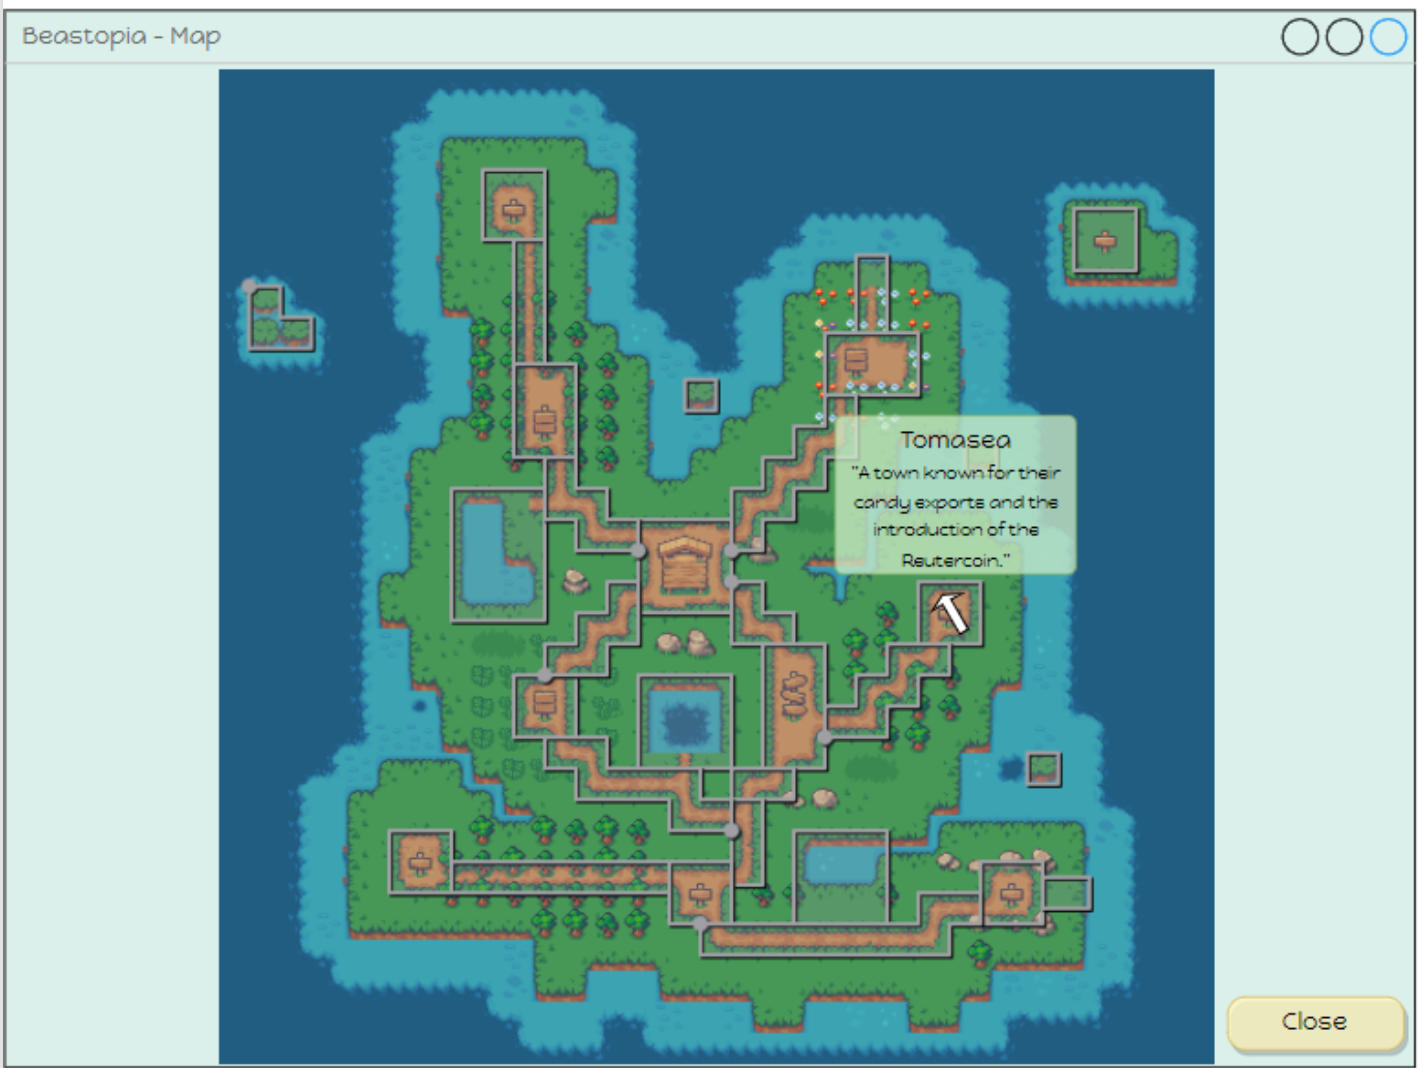 Beastopia - Map
Tomasea
"A town known for their
candy exports and the
introduction of the
Reutercoin."
Close